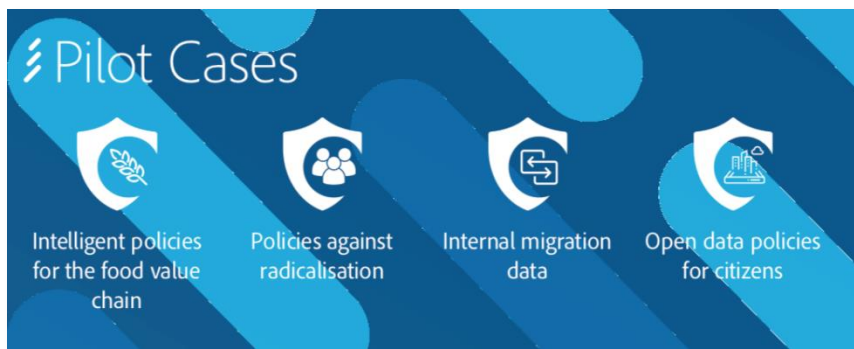 Pilot Cases
Intelligent policies
for the food value
chain
Policies against
radicalisation
Internal migration
data
Open data policies
for citizens